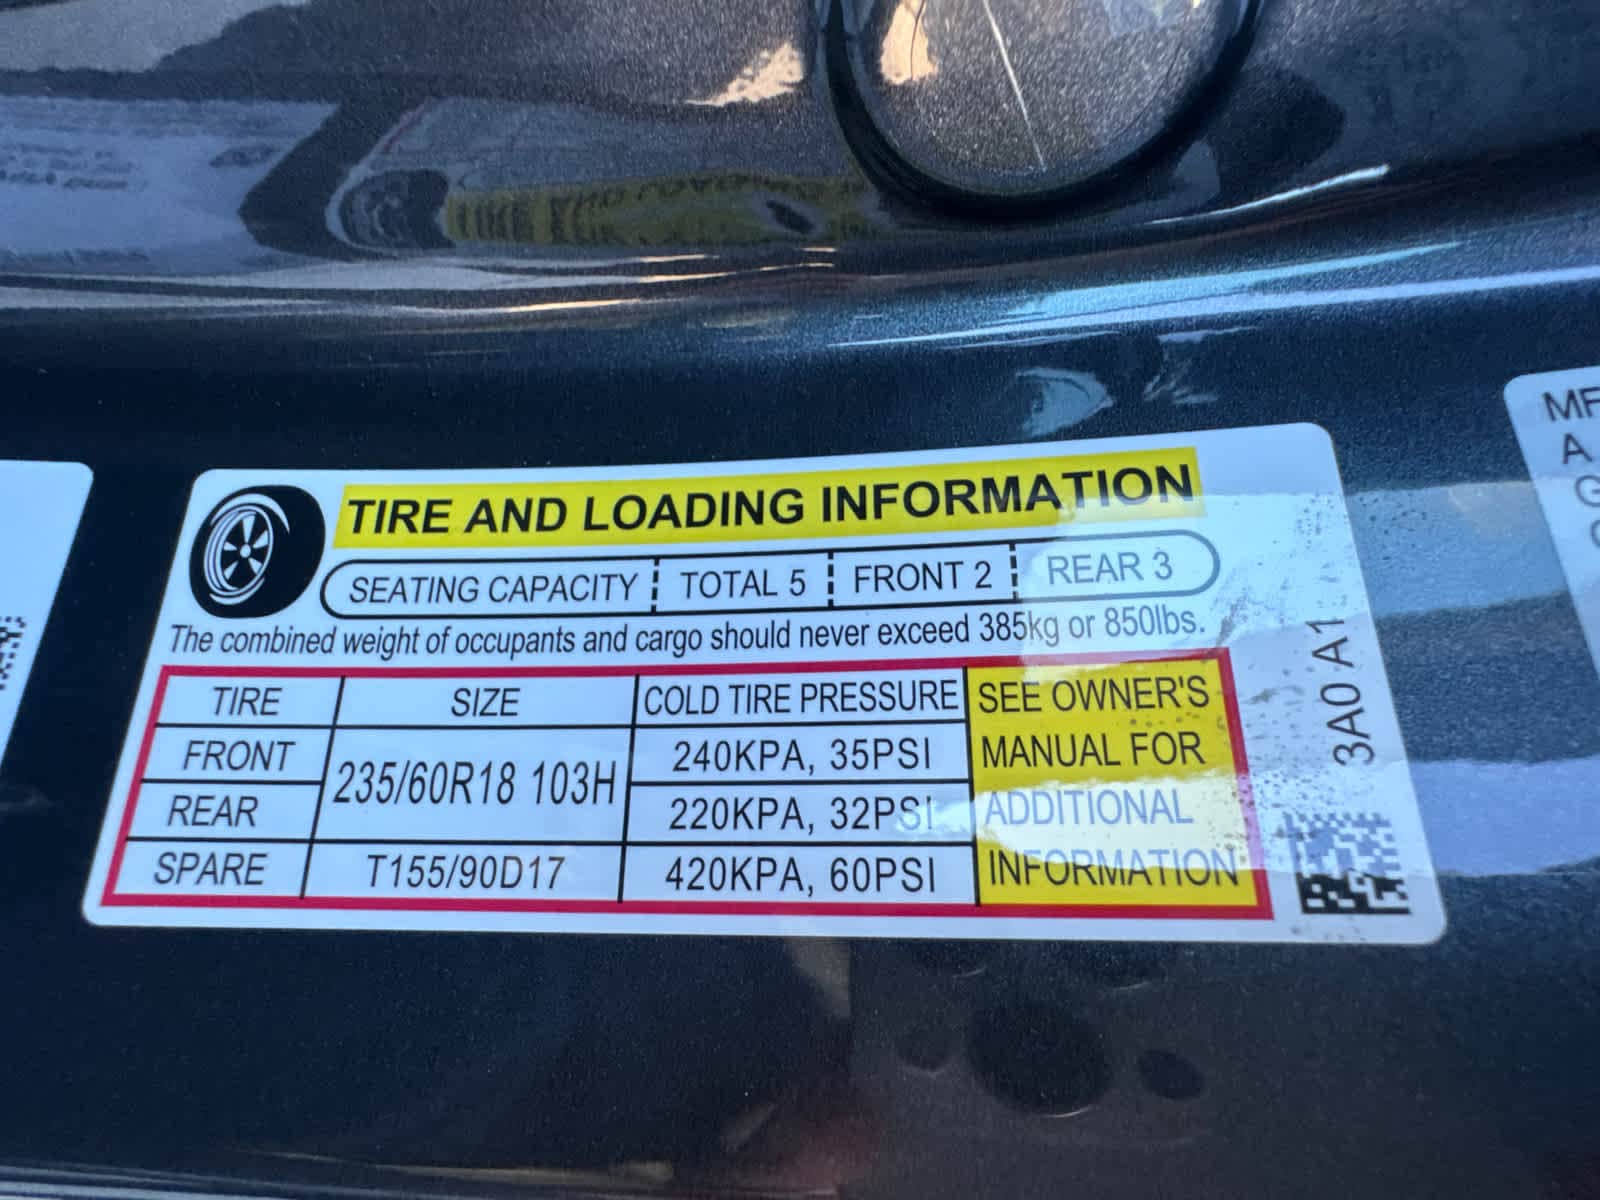 TIRE AND LOADING INFORMATION
SEATING CAPACITY TOTAL 5 FRONT 2 REAR 3
The combined weight of occupants and cargo should never exceed 385kg or 850lbs.
TIRE SIZE COLD TIRE PRESSURE SEE OWNER'S
FRONT 235/60R18 103H 240KPA, 35PSI MANUAL FOR
REAR 220KPA, 32PSI ADDITIONAL
SPARE T155/90D17 420KPA, 60PSI INFORMATION
3A0 A1
MF
A